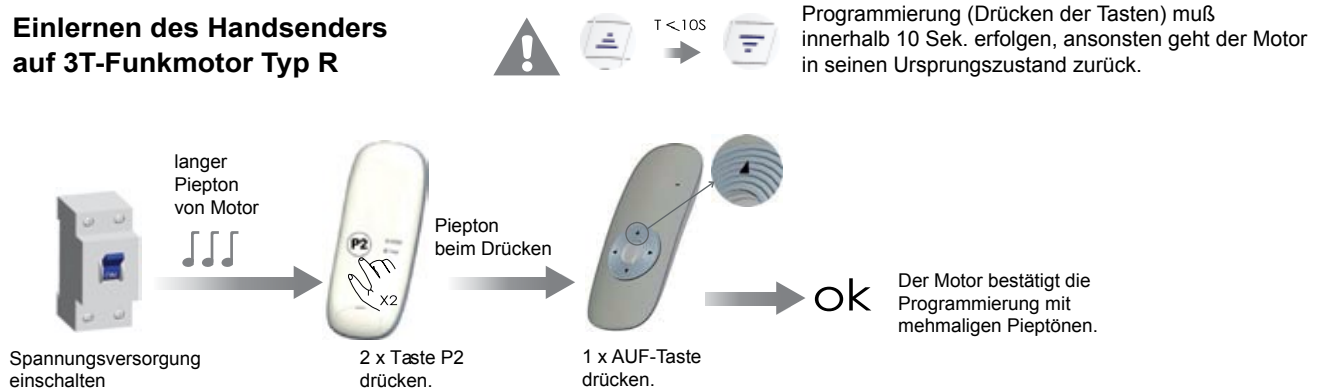 Einlernen des Handsenders
auf 3T-Funkmotor Typ R
T<10S
Programmierung (Drücken der Tasten) muß
innerhalb 10 Sek. erfolgen, ansonsten geht der Motor
in seinen Ursprungszustand zurück.
langer
Piepton
von Motor
P2
X2
Piepton
beim Drücken
ok
Der Motor bestätigt die
Programmierung mit
mehmaligen Pieptönen.
Spannungsversorgung
einschalten
2 x Taste P2
drücken.
1 x AUF-Taste
drücken.